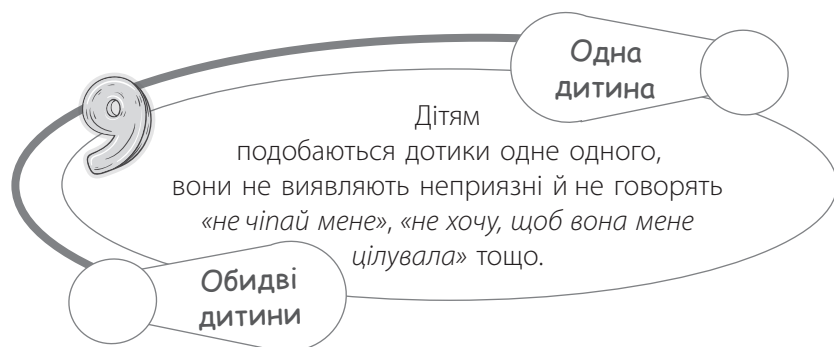 Одна
дитина
9
Дітям
подобаються дотики одне одного,
вони не виявляють неприязні й не говорять
«не чіпай мене», «не хочу, щоб вона мене
цілувала» тощо.
Обидві
дитини